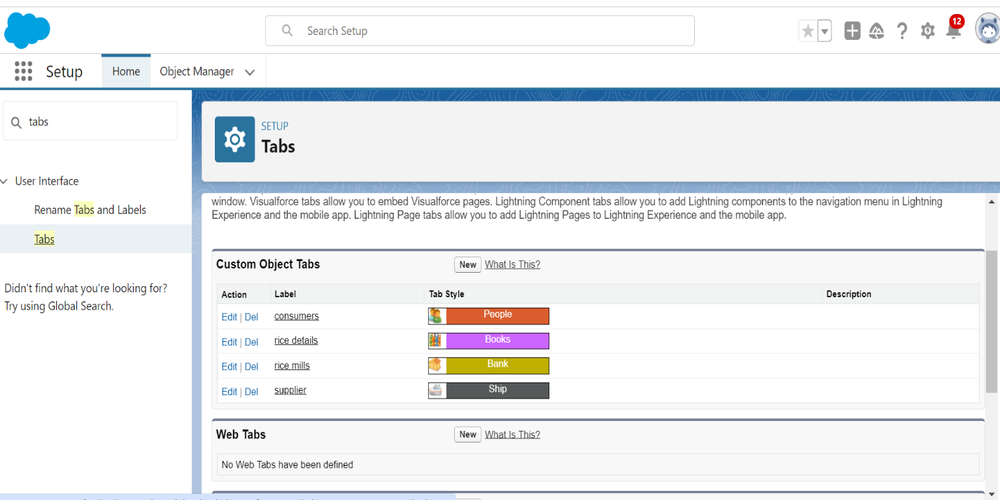 Search Setup
12
Setup
Home
Object Manager
tabs
User Interface
Rename Tabs and Labels
Tabs
Didn't find what you're looking for?
Try using Global Search.
SETUP
Tabs
window. Visualforce tabs allow you to embed Visualforce pages. Lightning Component tabs allow you to add Lightning components to the navigation menu in Lightning
Experience and the mobile app. Lightning Page tabs allow you to add Lightning Pages to Lightning Experience and the mobile app.
Custom Object Tabs New What Is This?
Action Label Tab Style Description
Edit | Del consumers People
Edit | Del rice details Books
Edit | Del rice mills Bank
Edit | Del supplier Ship
Web Tabs New What Is This?
No Web Tabs have been defined